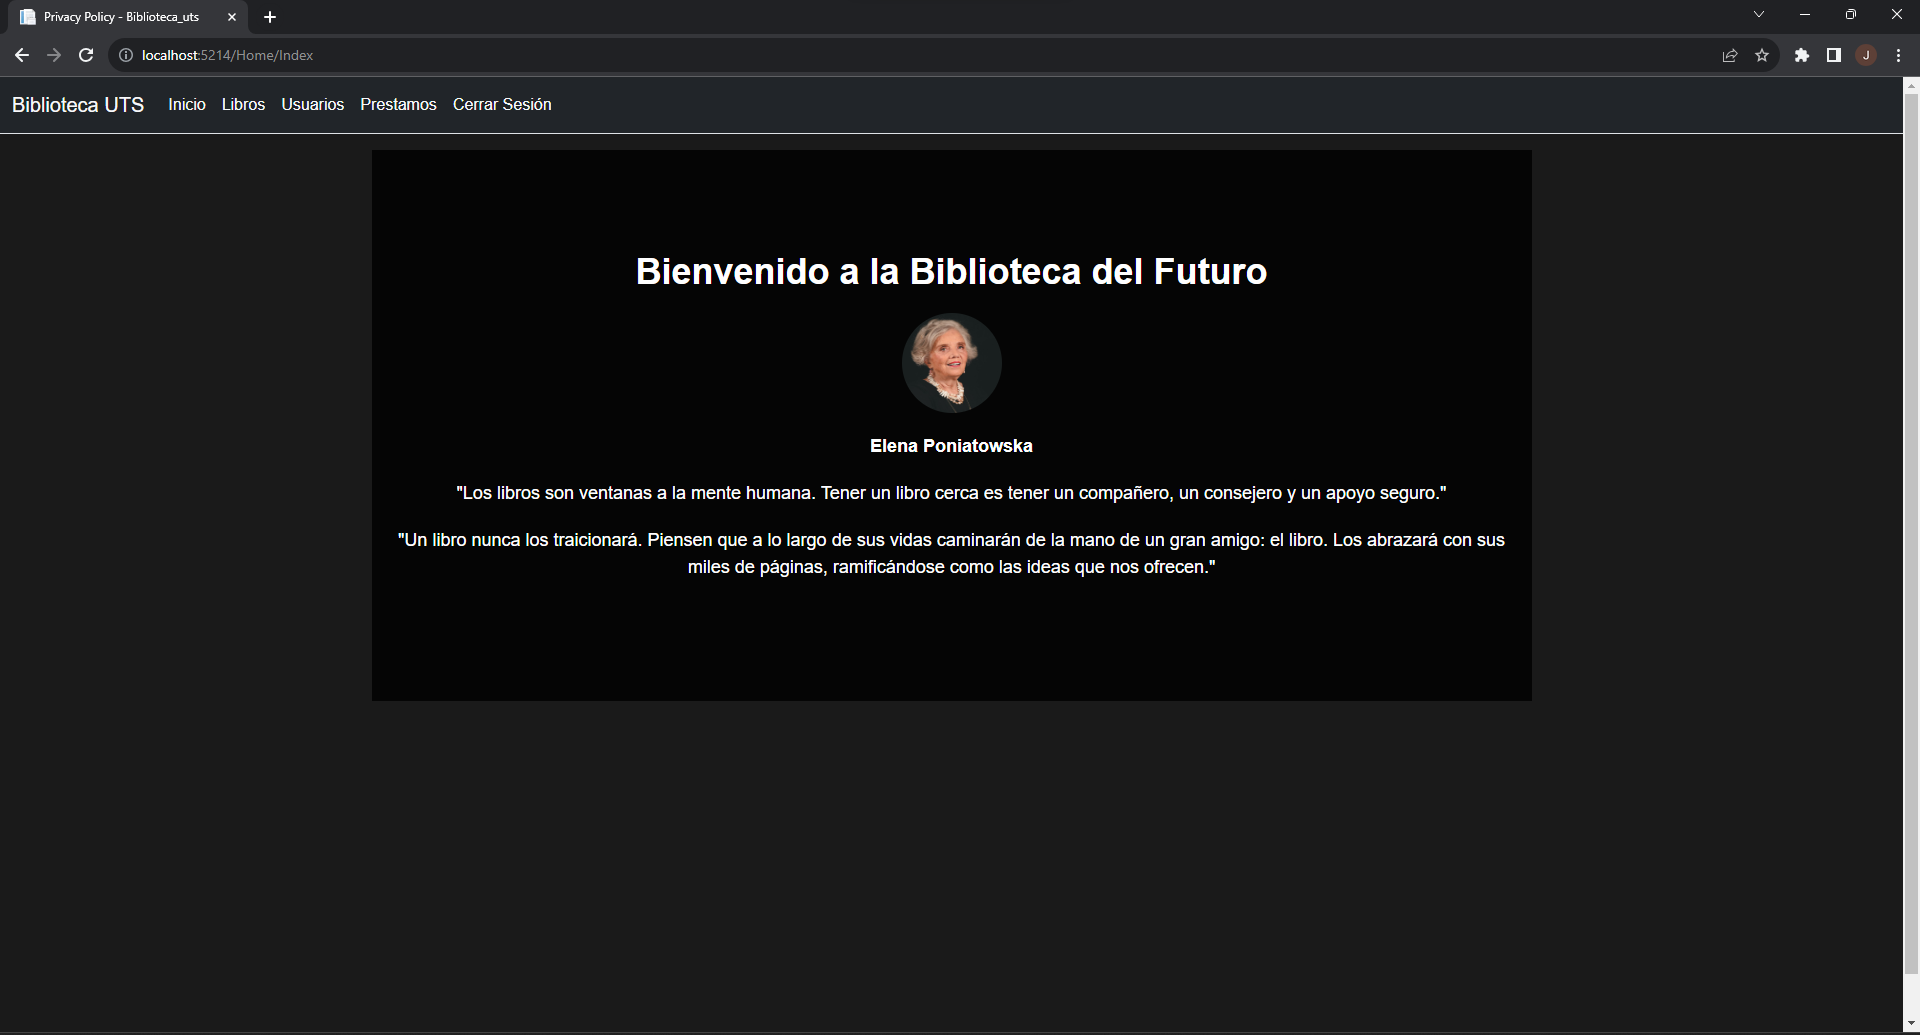 Privacy Policy - Biblioteca_uts
localhost:5214/Home/Index
J
Biblioteca UTS Inicio Libros Usuarios Prestamos Cerrar Sesión
Bienvenido a la Biblioteca del Futuro
Elena Poniatowska
"Los libros son ventanas a la mente humana. Tener un libro cerca es tener un compañero, un consejero y un apoyo seguro."
"Un libro nunca los traicionará. Piensen que a lo largo de sus vidas caminarán de la mano de un gran amigo: el libro. Los abrazará con sus
miles de páginas, ramificándose como las ideas que nos ofrecen."